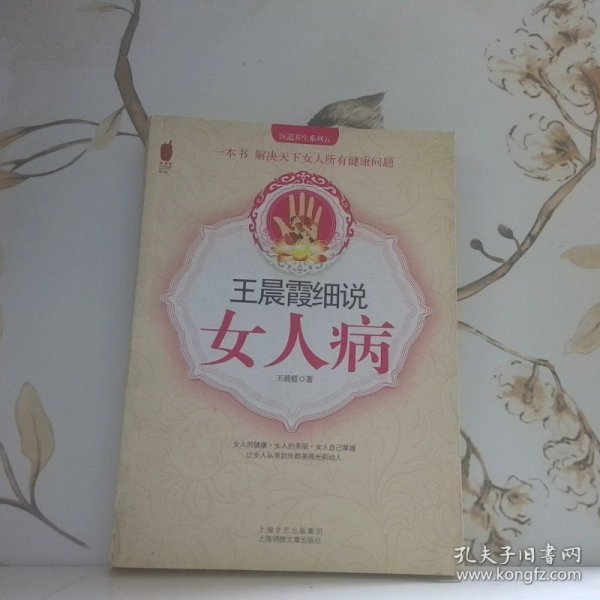 医道养生系列五
一本书 解决天下女人所有健康问题
王晨霞细说
女人病
王晨霞◎著
女人的健康·女人的美丽·女人自己掌握
让女人从里到外都美得光彩动人
上海文艺出版集团
上海锦绣文章出版社
孔夫子旧书网
www.kongfz.com